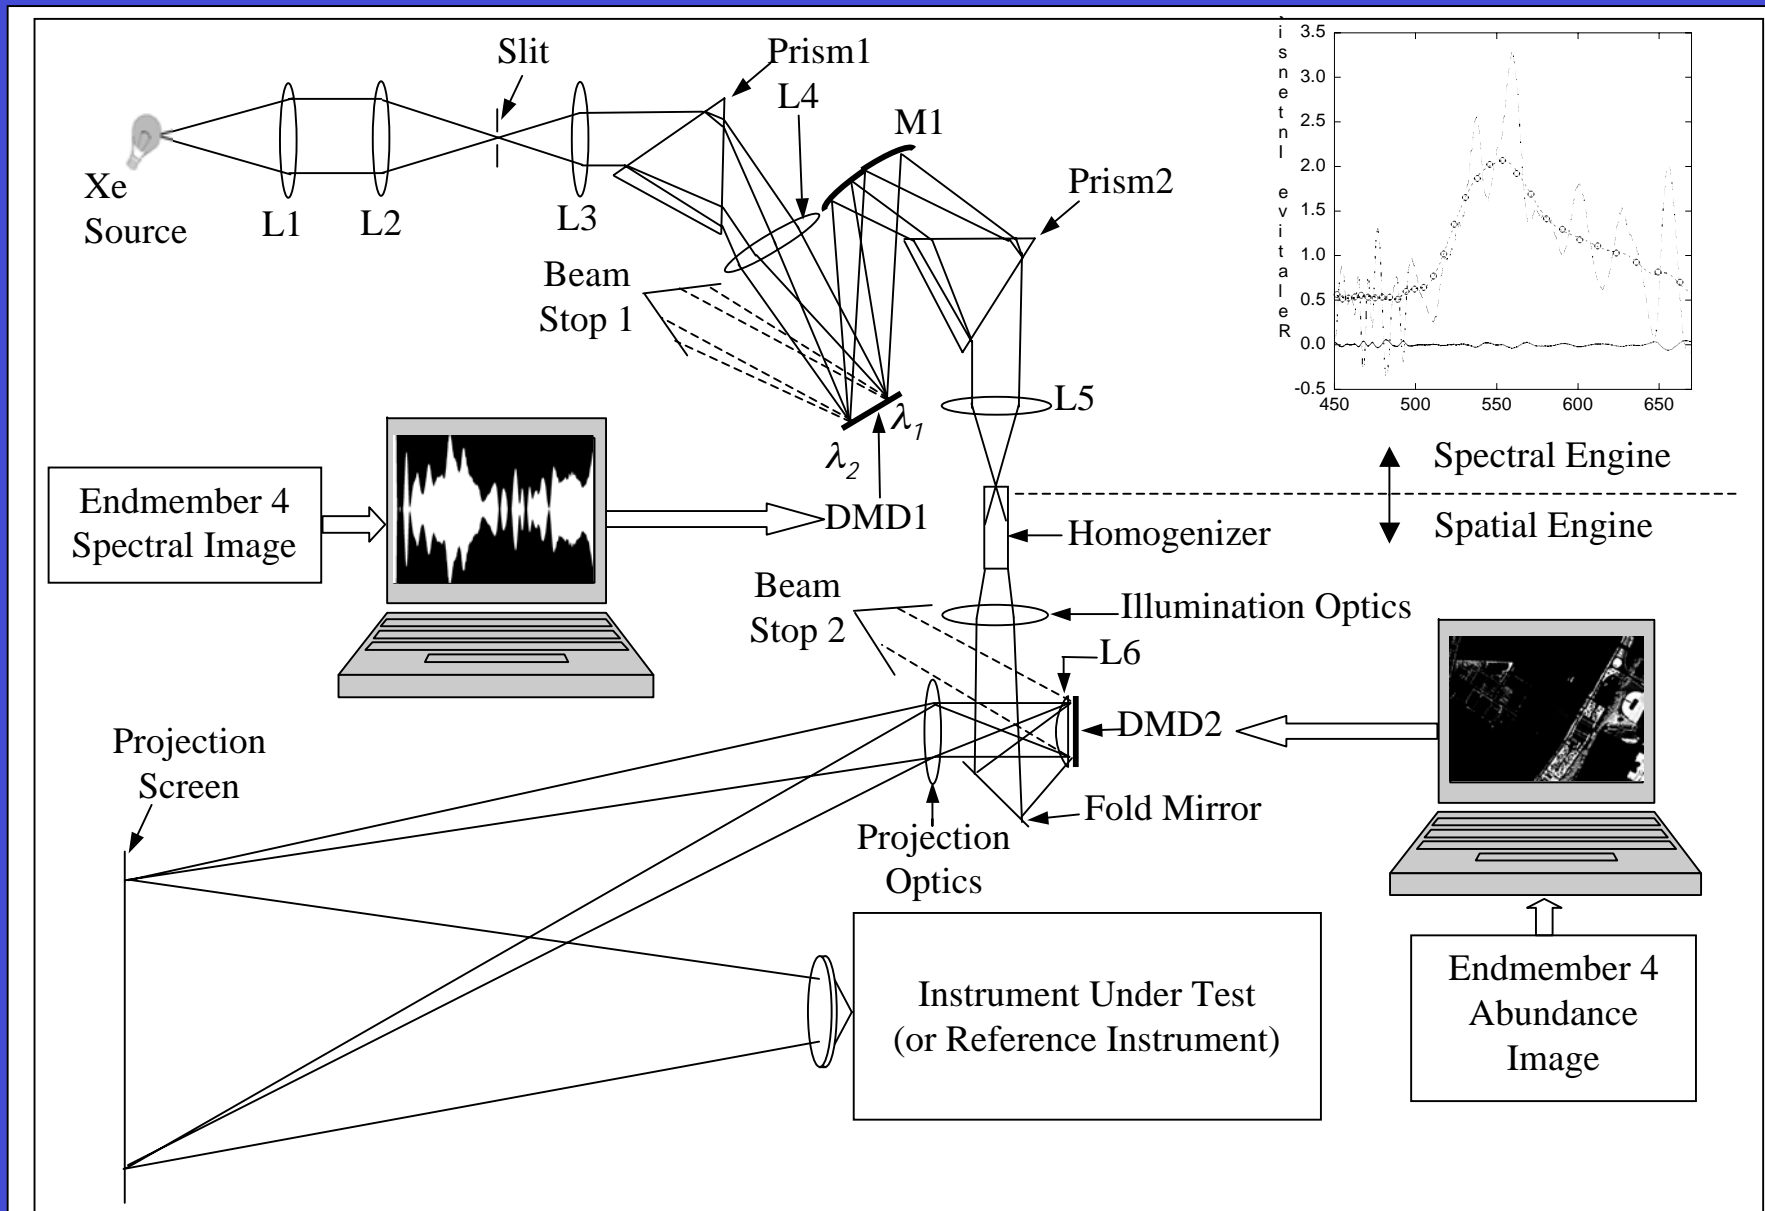 Slit
Prism1
L4
M1
Prism2
Xe
Source
L1
L2
L3
Beam
Stop 1
λ1
λ2
L5
DMD1
Endmember 4
Spectral Image
Relative Intensi
3.5
3.0
2.5
2.0
1.5
1.0
0.5
0.0
-0.5
450
500
550
600
650
Spectral Engine
Spatial Engine
Homogenizer
Beam
Stop 2
Illumination Optics
L6
DMD2
Fold Mirror
Projection
Optics
Projection
Screen
Instrument Under Test
(or Reference Instrument)
Endmember 4
Abundance
Image